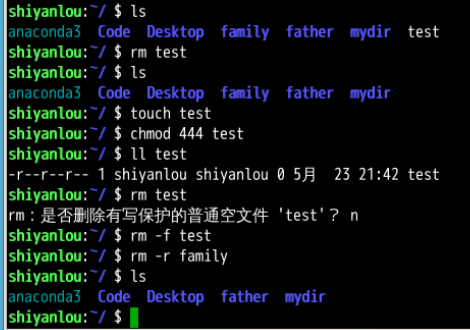 shiyanlou:~/ $ ls
anaconda3 Code Desktop family father mydir test
shiyanlou:~/ $ rm test
shiyanlou:~/ $ ls
anaconda3 Code Desktop family father mydir
shiyanlou:~/ $ touch test
shiyanlou:~/ $ chmod 444 test
shiyanlou:~/ $ ll test
-r--r--r-- 1 shiyanlou shiyanlou 0 5月 23 21:42 test
shiyanlou:~/ $ rm test
rm：是否删除有写保护的普通空文件 'test'？ n
shiyanlou:~/ $ rm -f test
shiyanlou:~/ $ rm -r family
shiyanlou:~/ $ ls
anaconda3 Code Desktop father mydir
shiyanlou:~/ $